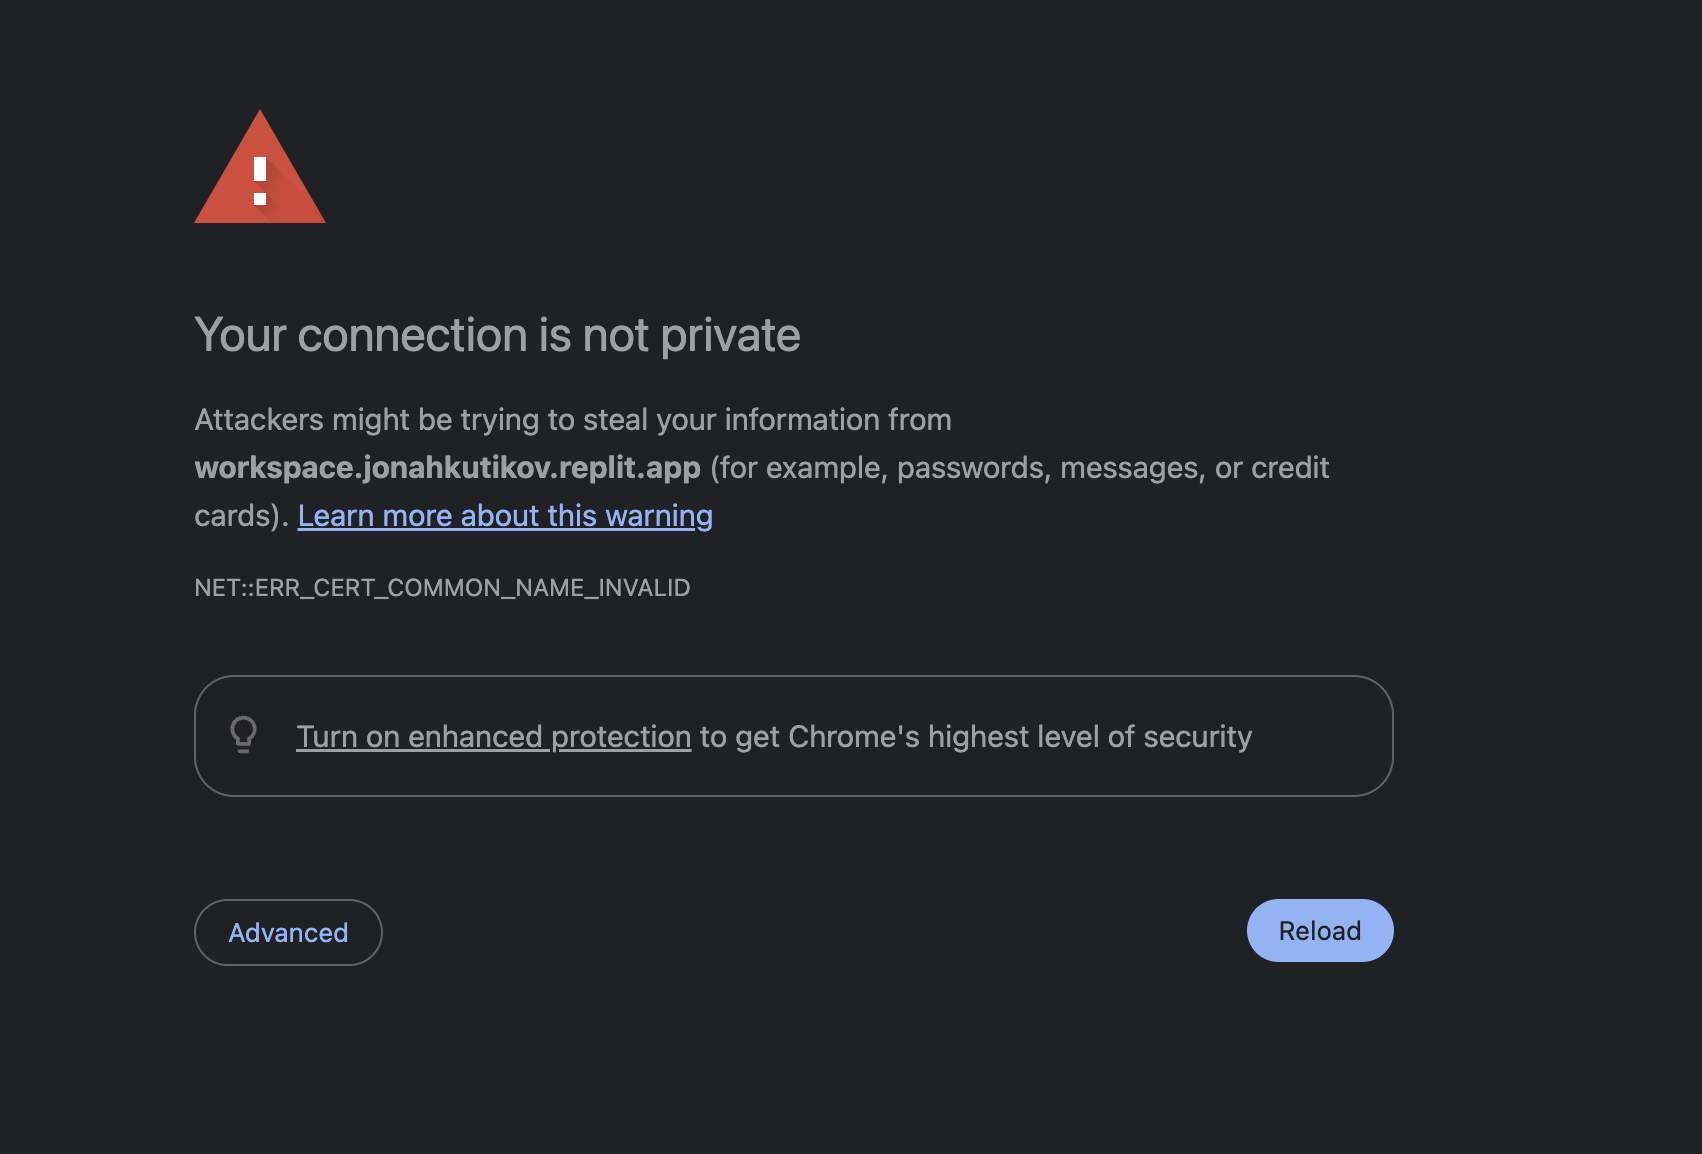 Your connection is not private
Attackers might be trying to steal your information from
workspace.jonahkutikov.replit.app (for example, passwords, messages, or credit
cards). Learn more about this warning
NET::ERR_CERT_COMMON_NAME_INVALID
Turn on enhanced protection to get Chrome's highest level of security
Advanced
Reload